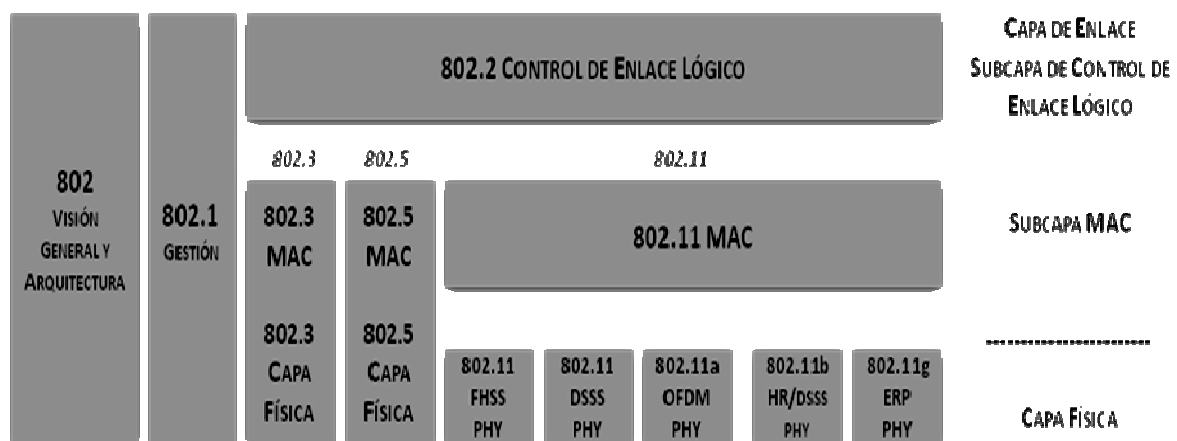 802
VISIÓN
GENERAL Y
ARQUITECTURA
802.1
GESTIÓN
802.2 CONTROL DE ENLACE LÓGICO
CAPA DE ENLACE
SUBCAPA DE CONTROL DE
ENLACE LÓGICO
802.3
802.5
802.11
802.3
MAC
802.5
MAC
802.11 MAC
SUBCAPA MAC
802.3
CAPA
FÍSICA
802.5
CAPA
FÍSICA
802.11
FHSS
PHY
802.11
DSSS
PHY
802.11a
OFDM
PHY
802.11b
HR/DSSS
PHY
802.11g
ERP
PHY
CAPA FÍSICA